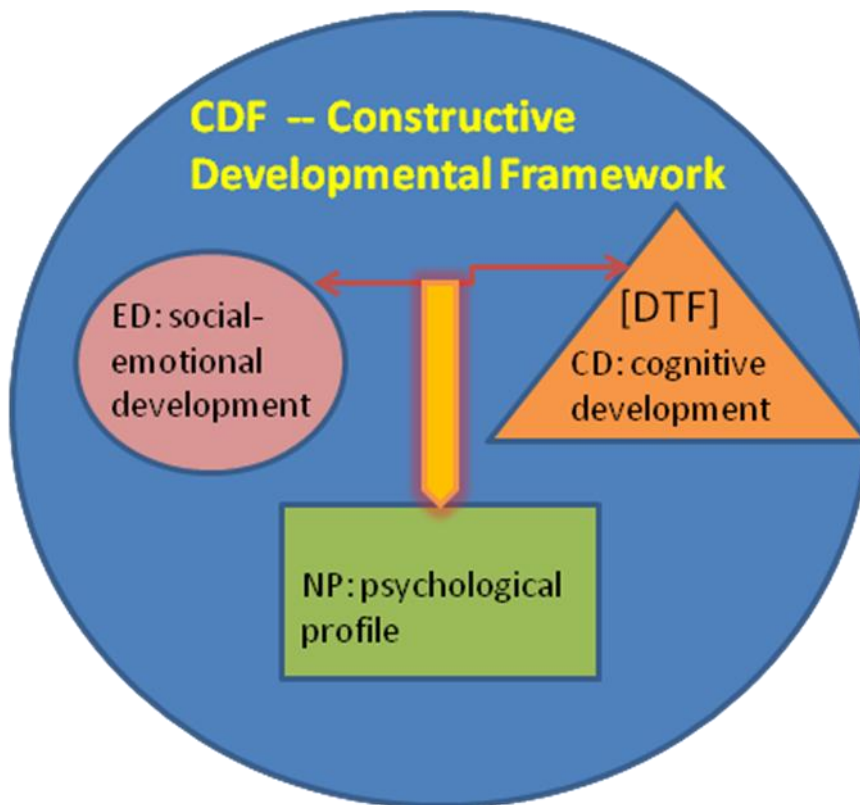 CDF -- Constructive
Developmental Framework
ED: social-
emotional
development
[DTF]
CD: cognitive
development
NP: psychological
profile